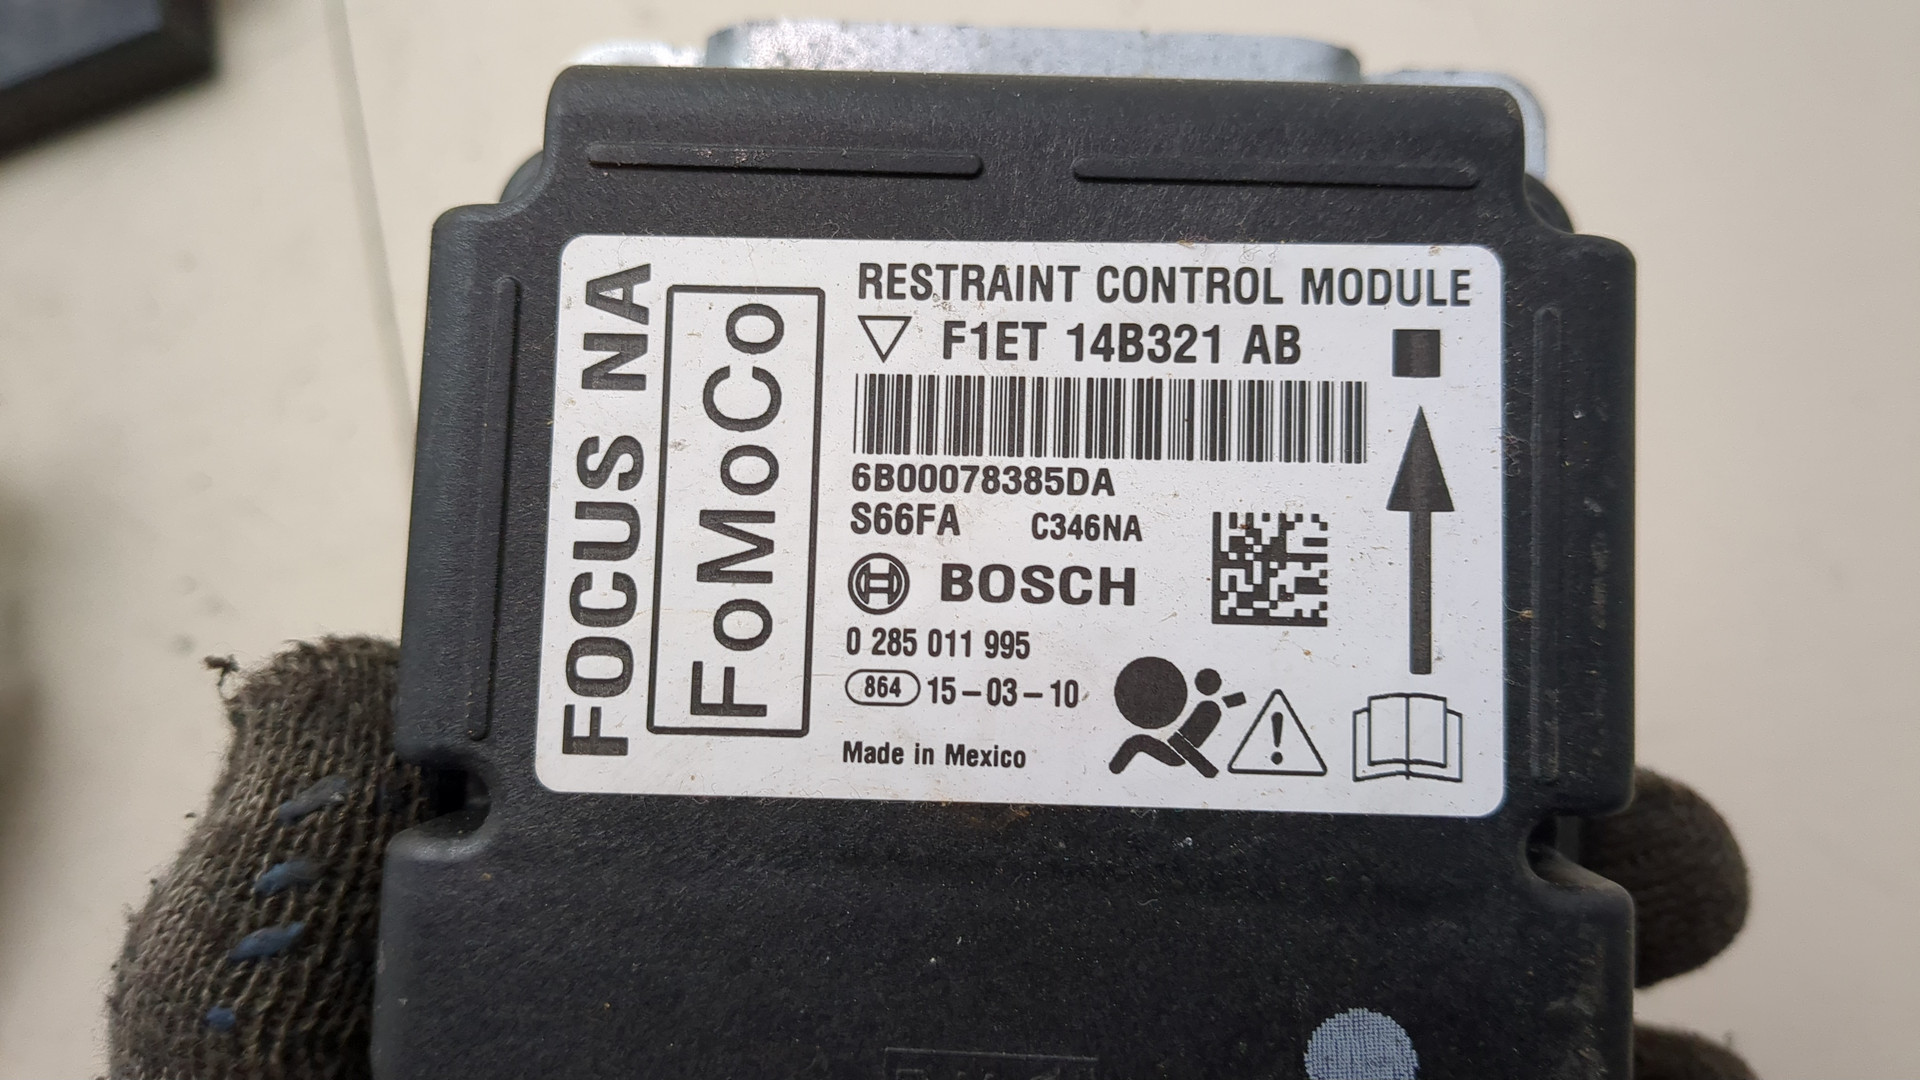 FOCUS NA
FoMoCo
RESTRAINT CONTROL MODULE
F1ET 14B321 AB
6B00078385DA
S66FA C346NA
BOSCH
0 285 011 995
864 15-03-10
Made in Mexico